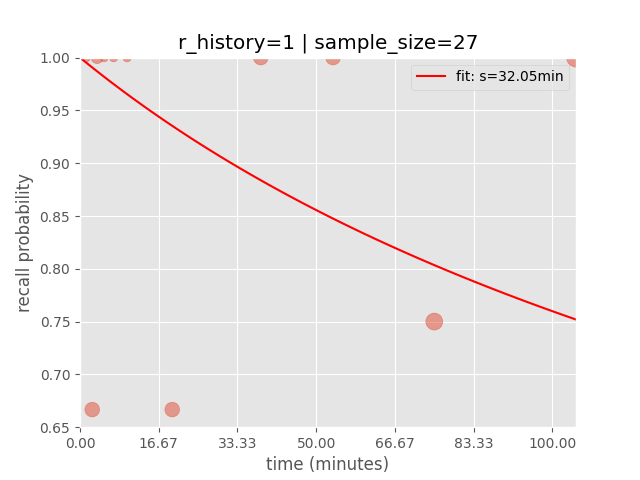 r_history=1 | sample_size=27
fit: s=32.05min
recall probability
1.00
0.95
0.90
0.85
0.80
0.75
0.70
0.65
0.00 16.67 33.33 50.00 66.67 83.33 100.00
time (minutes)